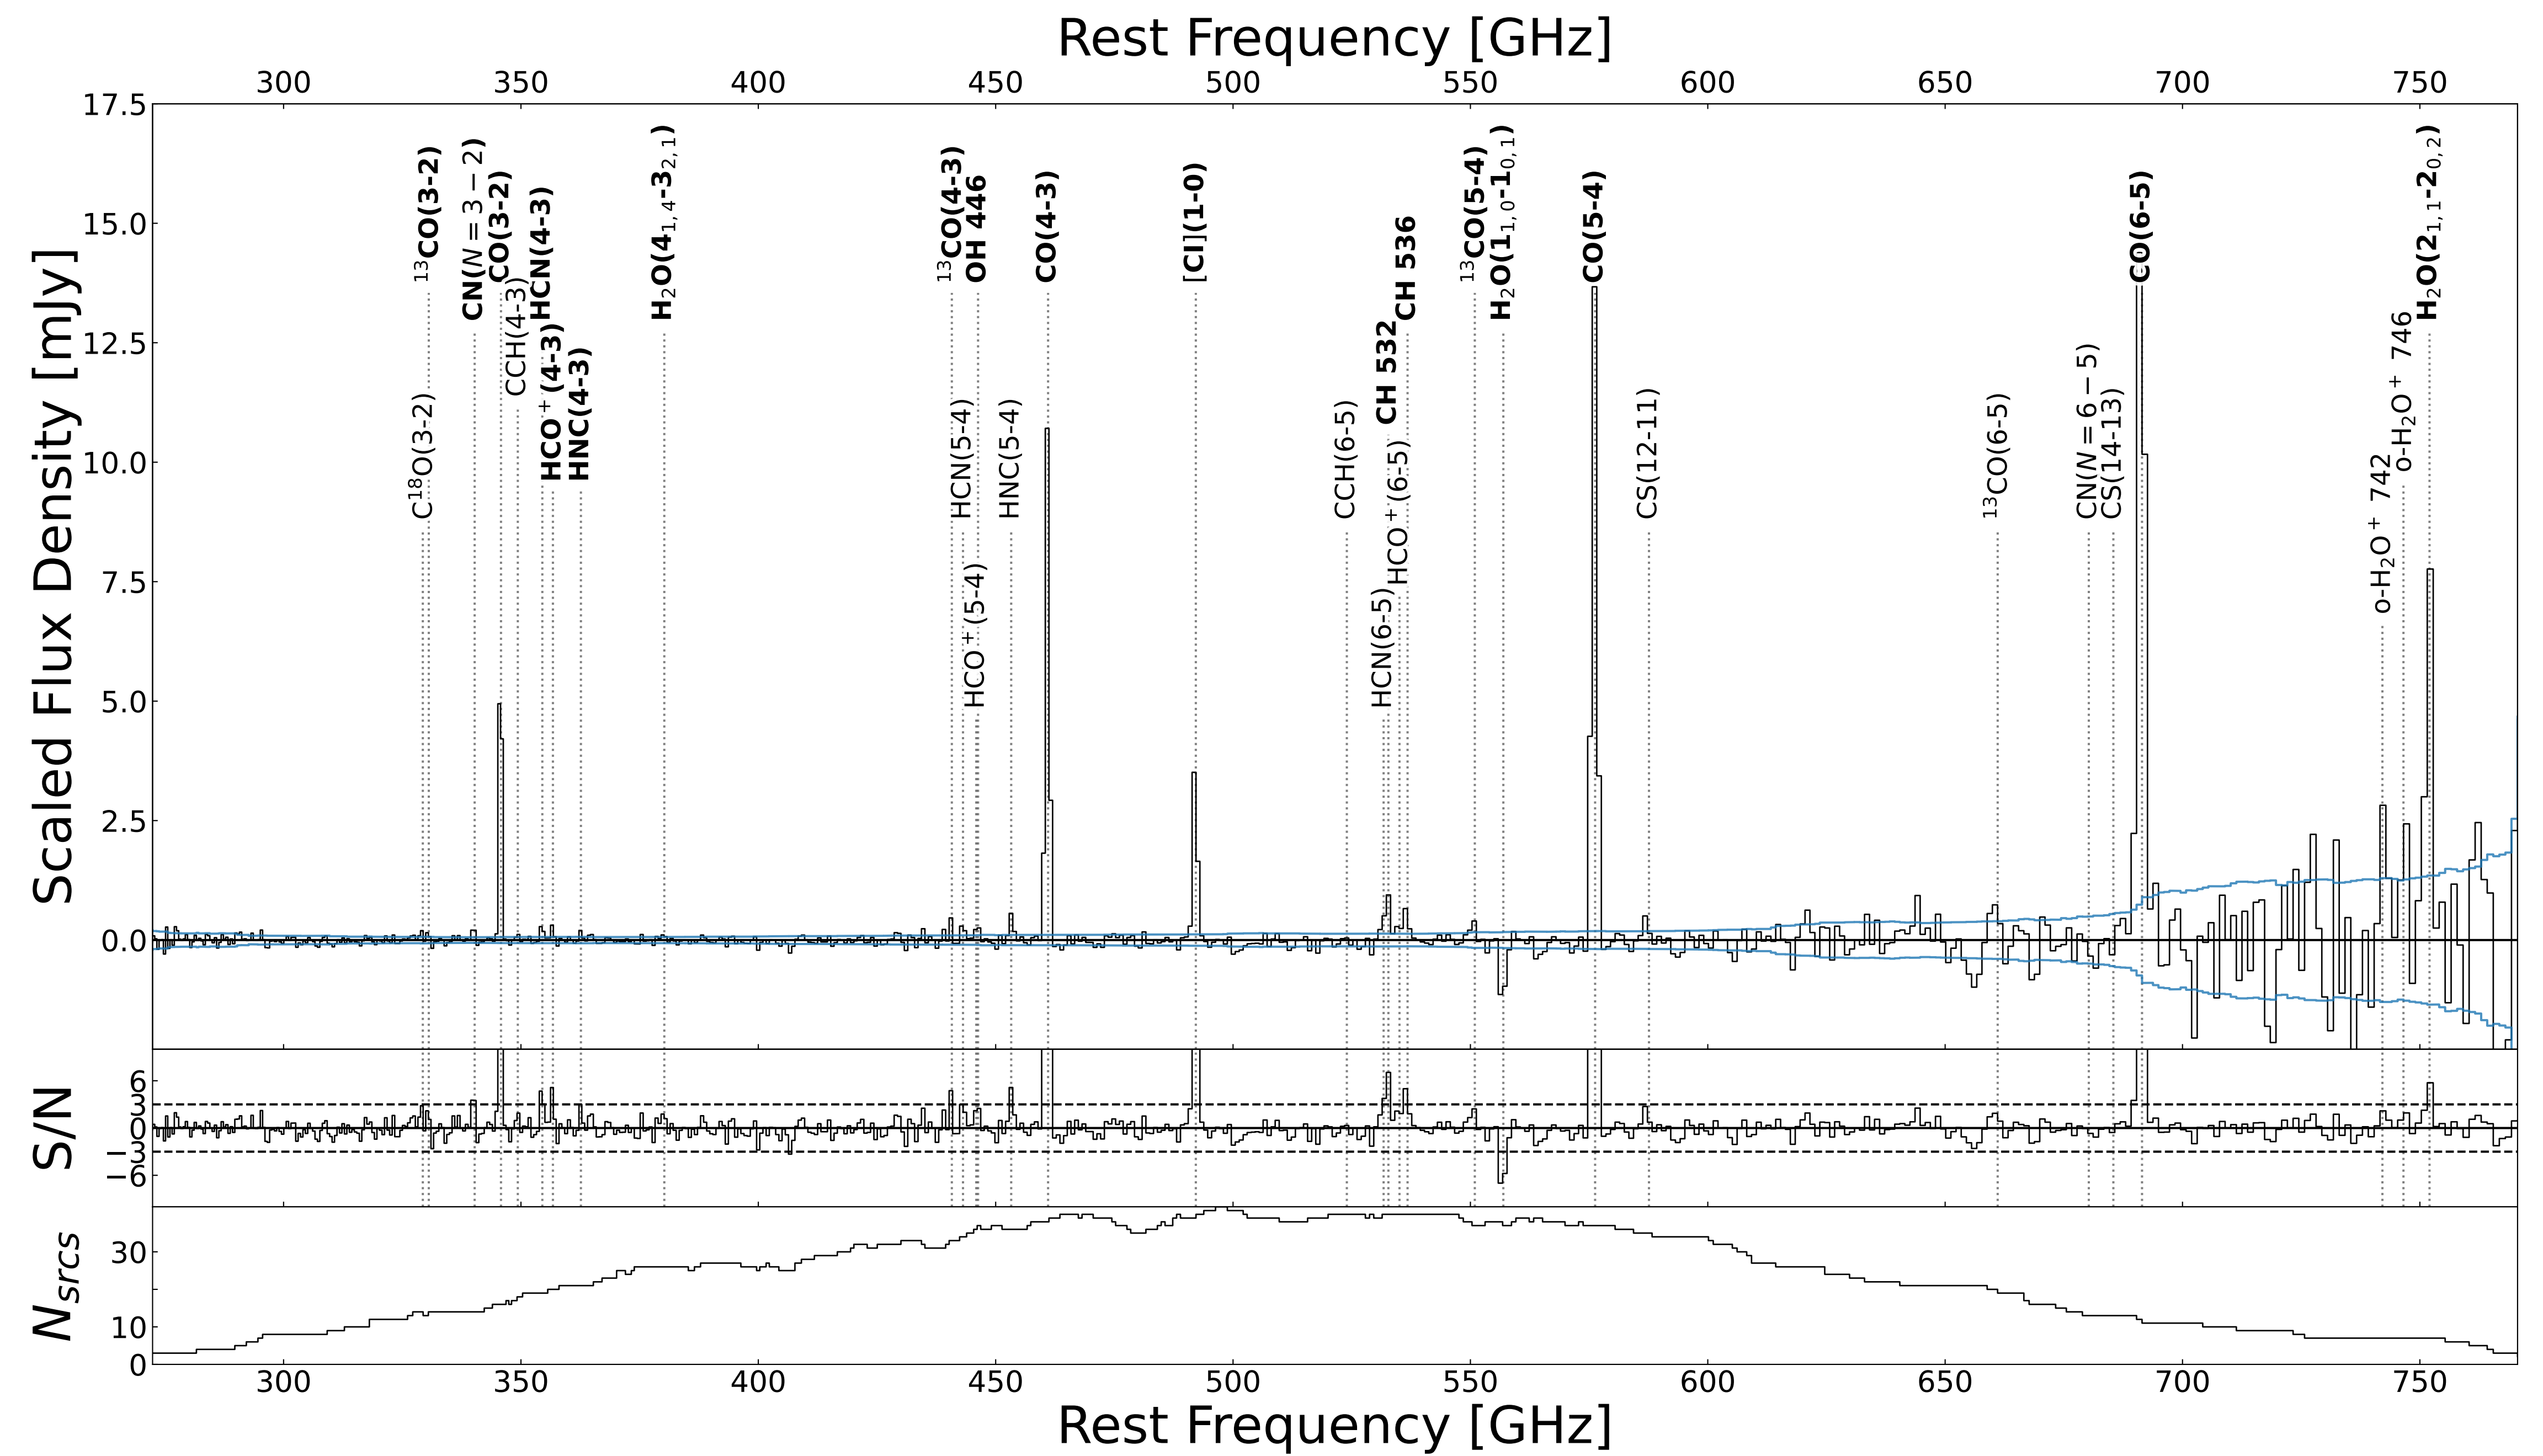 Rest Frequency [GHz]
300 350 400 450 500 550 600 650 700 750
Scaled Flux Density [mJy]
17.5
15.0
12.5
10.0
7.5
5.0
2.5
0.0
C¹⁸O(3-2)
¹³CO(3-2)
CN(N = 3 − 2)
CO(3-2)
CCH(4-3)
HCN(4-3)
HCO⁺(4-3)
HNC(4-3)
H₂O(4₁,₄-3₂,₁)
¹³CO(4-3)
HCN(5-4)
OH 446
HCO⁺(5-4)
HNC(5-4)
CO(4-3)
[CI](1-0)
CCH(6-5)
HCN(6-5)
CH 532
HCO⁺(6-5)
CH 536
¹³CO(5-4)
H₂O(1₁,₀-1₀,₁)
CO(5-4)
CS(12-11)
¹³CO(6-5)
CN(N = 6 − 5)
CS(14-13)
CO(6-5)
o-H₂O⁺ 742
o-H₂O⁺ 746
H₂O(2₁,₁-2₀,₂)
S/N
6
3
0
−3
−6
Nsrcs
30
10
0
300 350 400 450 500 550 600 650 700 750
Rest Frequency [GHz]